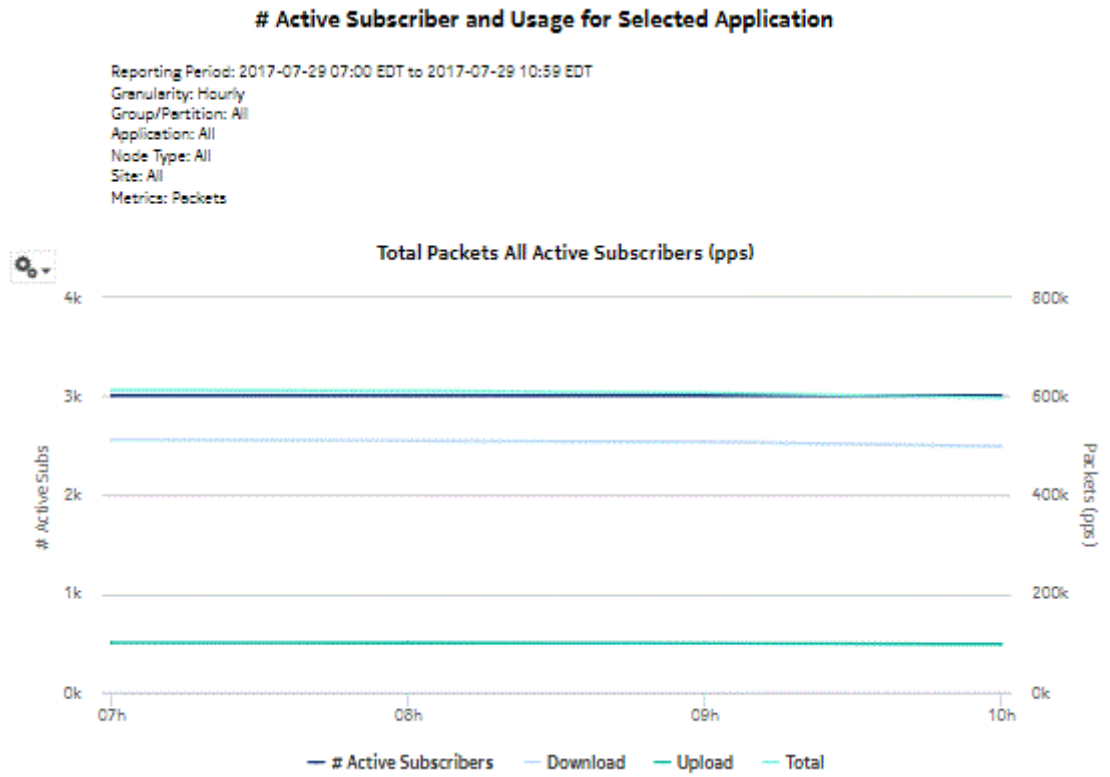 # Active Subscriber and Usage for Selected Application
Reporting Period: 2017-07-29 07:00 EDT to 2017-07-29 10:59 EDT
Granularity: Hourly
Group/Partition: All
Application: All
Node Type: All
Site: All
Metrics: Packets
Total Packets All Active Subscribers (pps)
4k 800k
3k 600k
2k 400k
1k 200k
0k 0k
# Active Subs
Packets (pps)
07h 08h 09h 10h
# Active Subscribers Download Upload Total